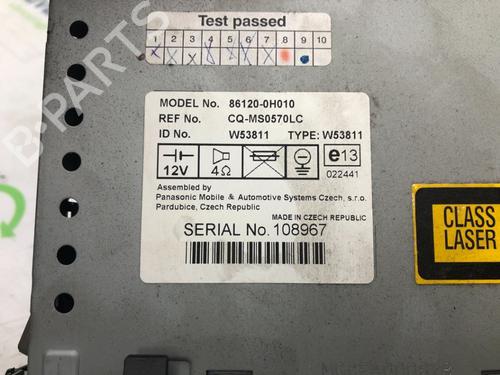 Test passed
1 2 3 4 5 6 7 8 9 10
MODEL No. 86120-0H010
REF No. CQ-MS0570LC
ID No. W53811 TYPE: W53811
12V 4Ω e13
022441
Assembled by
Panasonic Mobile & Automotive Systems Czech, s.r.o.
Pardubice, Czech Republic
MADE IN CZECH REPUBLIC
SERIAL No. 108967
CLASS
LASER
B-Parts